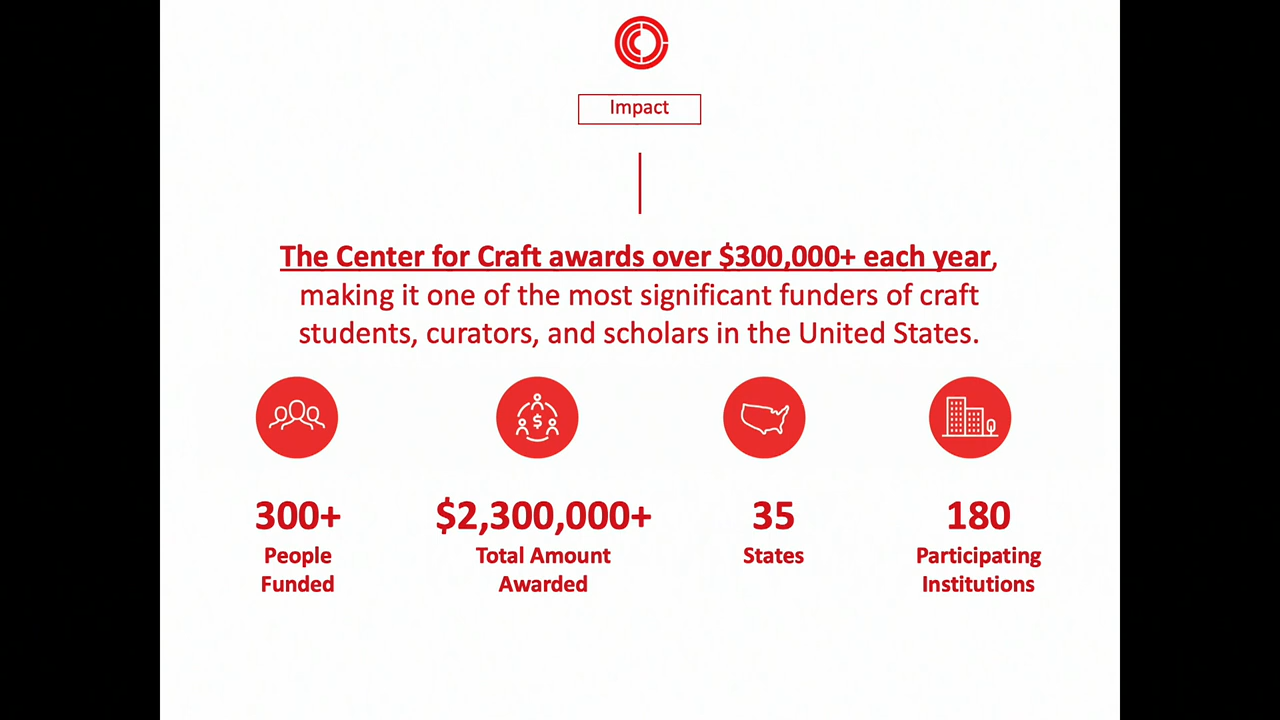 Impact
The Center for Craft awards over $300,000+ each year,
making it one of the most significant funders of craft
students, curators, and scholars in the United States.
$
300+
People
Funded
$2,300,000+
Total Amount
Awarded
35
States
180
Participating
Institutions